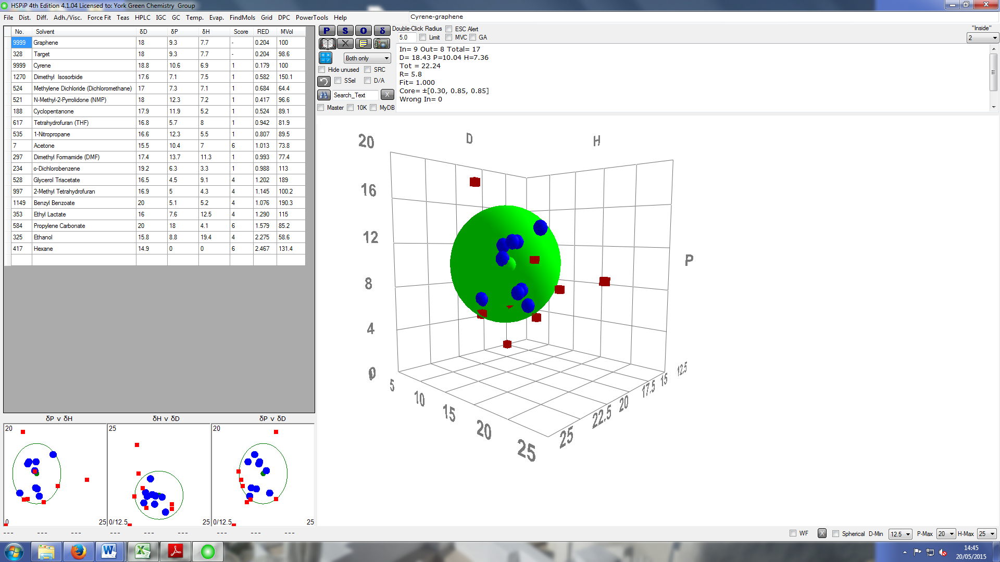 HSPiP 4th Edition 4.1.04 Licensed to: York Green Chemistry Group
File Dist. Diff. Adh./Visc. Force Fit Teas HPLC IGC GC Temp. Evap. FindMols Grid DPC PowerTools Help Cyrene-graphene
No. Solvent δD δP δH Score RED MVol
9999 Graphene 18 9.3 7.7 - 0.204 100
328 Target 18 9.3 7.7 - 0.204 98.6
9999 Cyrene 18.8 10.6 6.9 1 0.179 100
1270 Dimethyl Isosorbide 17.6 7.1 7.5 1 0.582 150.1
524 Methylene Dichloride (Dichloromethane) 17 7.3 7.1 1 0.684 64.4
521 N-Methyl-2-Pyrrolidone (NMP) 18 12.3 7.2 1 0.417 96.6
188 Cyclopentanone 17.9 11.9 5.2 1 0.524 89.1
617 Tetrahydrofuran (THF) 16.8 5.7 8 1 0.942 81.9
535 1-Nitropropane 16.6 12.3 5.5 1 0.807 89.5
7 Acetone 15.5 10.4 7 6 1.013 73.8
297 Dimethyl Formamide (DMF) 17.4 13.7 11.3 1 0.993 77.4
234 o-Dichlorobenzene 19.2 6.3 3.3 1 0.988 113
528 Glycerol Triacetate 16.5 4.5 9.1 4 1.202 189
997 2-Methyl Tetrahydrofuran 16.9 5 4.3 4 1.145 100.2
1149 Benzyl Benzoate 20 5.1 5.2 4 1.076 190.3
353 Ethyl Lactate 16 7.6 12.5 4 1.290 115
584 Propylene Carbonate 20 18 4.1 6 1.579 85.2
325 Ethanol 15.8 8.8 19.4 4 2.275 58.6
417 Hexane 14.9 0 0 6 2.467 131.4
P S O δ Double-Click Radius ESC Alert
5.0 Limit MVC GA
"Inside"
2
Both only
Hide unused SRC
SSel D/A
Search_Text X
Master 10K MyDB
In= 9 Out= 8 Total= 17
D= 18.43 P=10.04 H=7.36
Tot = 22.24
R= 5.8
Fit= 1.000
Core= ±[0.30, 0.85, 0.85]
Wrong In= 0
D H P
20
16
12
8
4
0
5 10 15 20 25
25 22.5 20 17.5 15 12.5
δP v δH δH v δD δP v δD
20 25 20
0 25 0/12.5 25 0/12.5 25
--- --- --- --- --- --- --- ---
WF X Spherical D-Min 12.5 P-Max 20 H-Max 25
14:45
20/05/2015